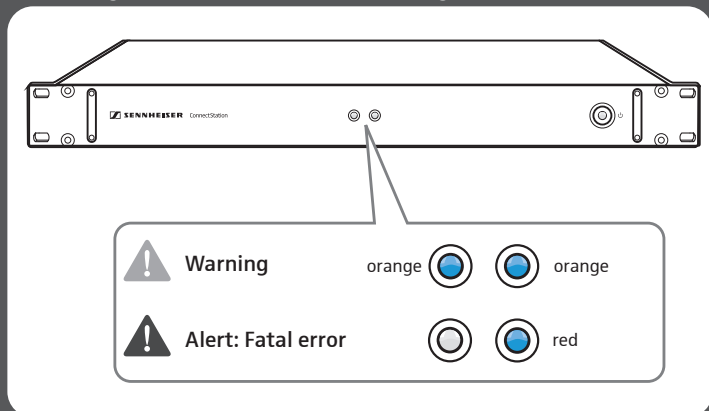 SENNHEISER ConnectStation
Warning orange orange
Alert: Fatal error red